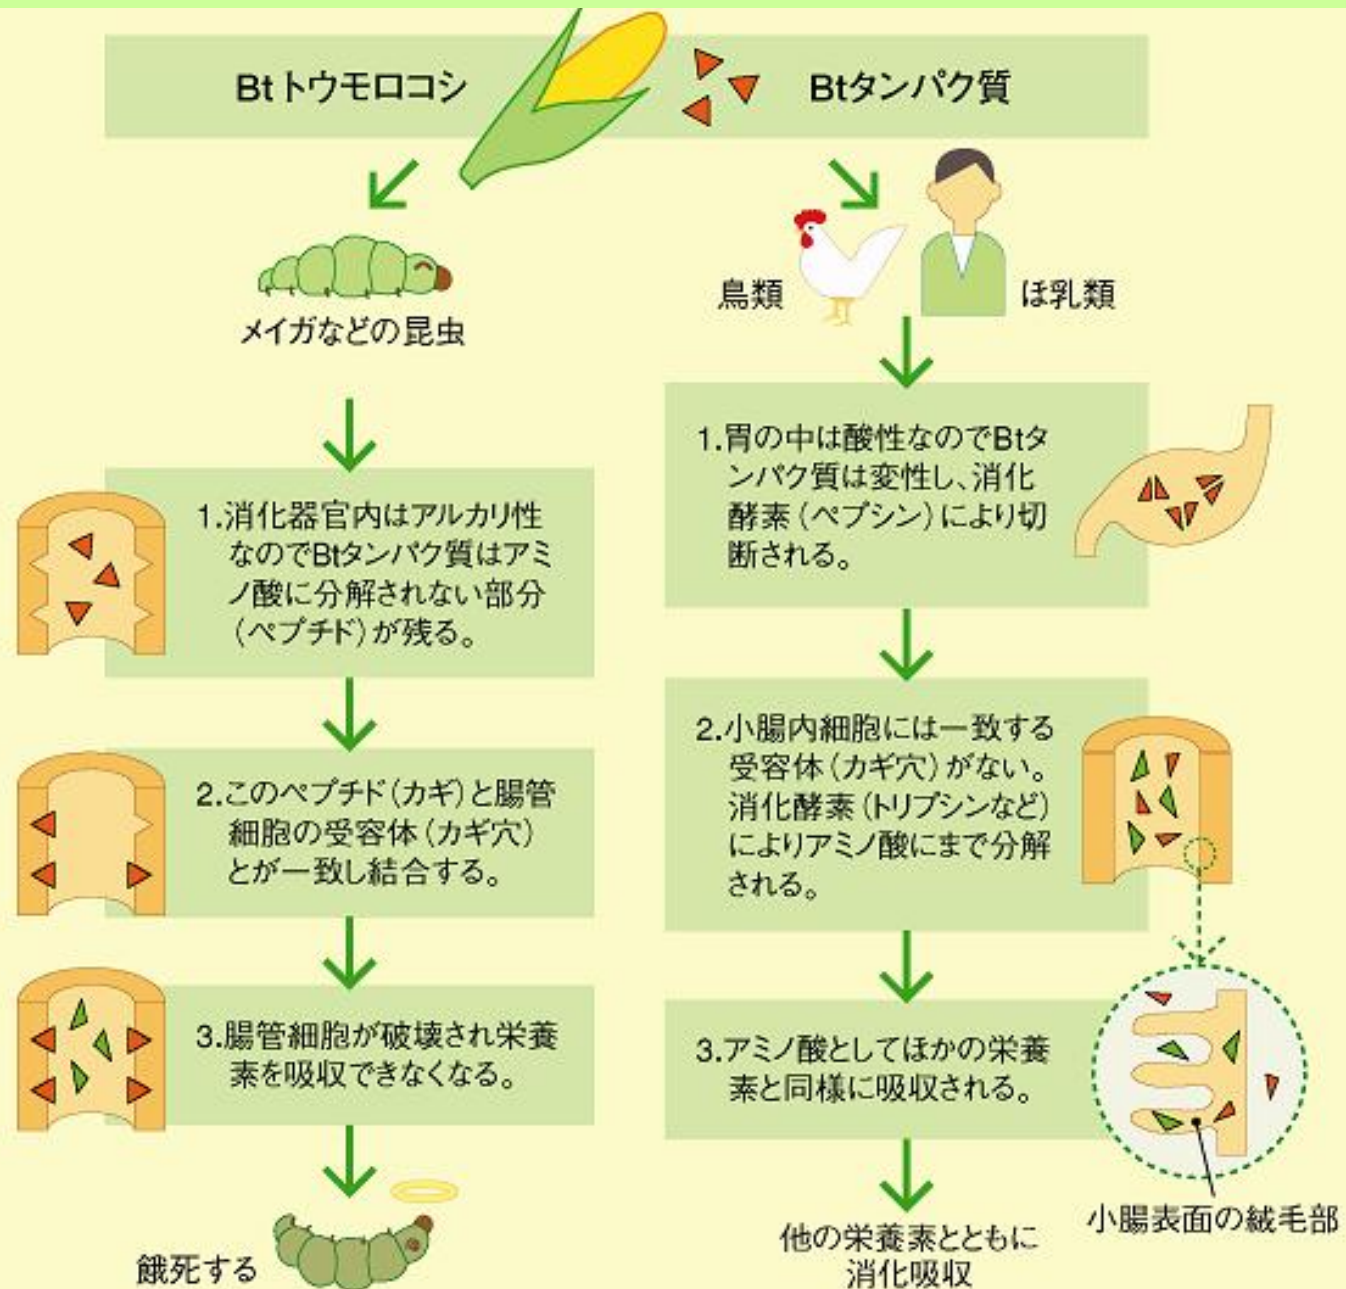 Bt トウモロコシ
Btタンパク質
メイガなどの昆虫
1.消化器官内はアルカリ性
なのでBtタンパク質はアミ
ノ酸に分解されない部分
(ペプチド)が残る。
2.このペプチド(カギ)と腸管
細胞の受容体(カギ穴)
とが一致し結合する。
3.腸管細胞が破壊され栄養
素を吸収できなくなる。
餓死する
鳥類
ほ乳類
1.胃の中は酸性なのでBtタ
ンパク質は変性し、消化
酵素(ペプシン)により切
断される。
2.小腸内細胞には一致する
受容体(カギ穴)がない。
消化酵素(トリプシンなど)
によりアミノ酸にまで分解
される。
3.アミノ酸としてほかの栄養
素と同様に吸収される。
小腸表面の絨毛部
他の栄養素とともに
消化吸収